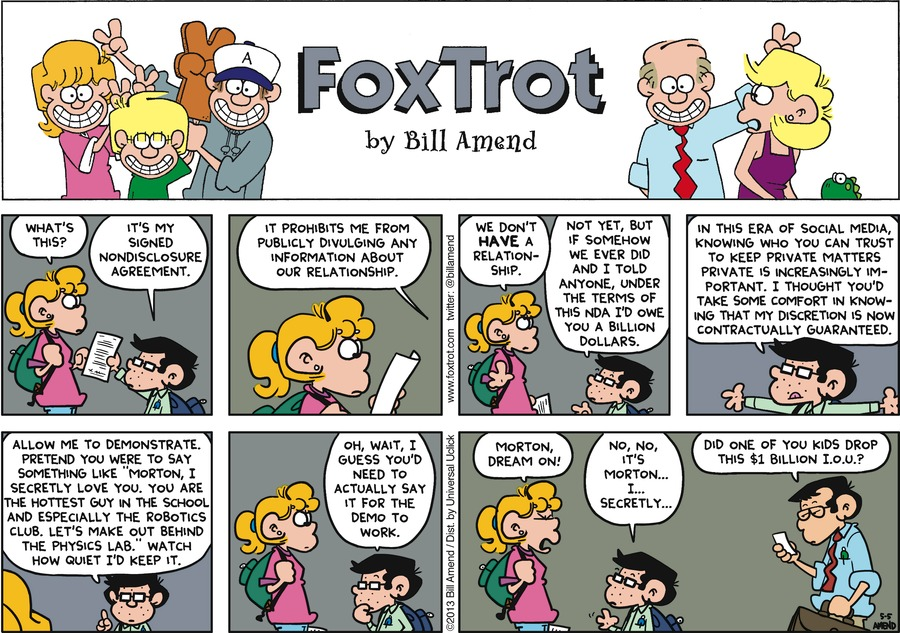 A
FOXTROT
by Bill Amend
WHAT'S
THIS?
IT'S MY
SIGNED
NONDISCLOSURE
AGREEMENT.
IT PROHIBITS ME FROM
PUBLICLY DIVULGING ANY
INFORMATION ABOUT
OUR RELATIONSHIP.
www.foxtrot.com twitter: @billamend
WE DON'T
HAVE A
RELATION-
SHIP.
NOT YET, BUT
IF SOMEHOW
WE EVER DID
AND I TOLD
ANYONE, UNDER
THE TERMS OF
THIS NDA I'D OWE
YOU A BILLION
DOLLARS.
IN THIS ERA OF SOCIAL MEDIA,
KNOWING WHO YOU CAN TRUST
TO KEEP PRIVATE MATTERS
PRIVATE IS INCREASINGLY IM-
PORTANT. I THOUGHT YOU'D
TAKE SOME COMFORT IN KNOW-
ING THAT MY DISCRETION IS NOW
CONTRACTUALLY GUARANTEED.
ALLOW ME TO DEMONSTRATE.
PRETEND YOU WERE TO SAY
SOMETHING LIKE "MORTON, I
SECRETLY LOVE YOU. YOU ARE
THE HOTTEST GUY IN THE SCHOOL
AND ESPECIALLY THE ROBOTICS
CLUB. LET'S MAKE OUT BEHIND
THE PHYSICS LAB." WATCH
HOW QUIET I'D KEEP IT.
OH, WAIT, I
GUESS YOU'D
NEED TO
ACTUALLY SAY
IT FOR THE
DEMO TO
WORK.
©2013 Bill Amend / Dist. by Universal Uclick
MORTON,
DREAM ON!
NO, NO,
IT'S
MORTON...
I...
SECRETLY...
DID ONE OF YOU KIDS DROP
THIS $1 BILLION I.O.U.?
5-5
AMEND